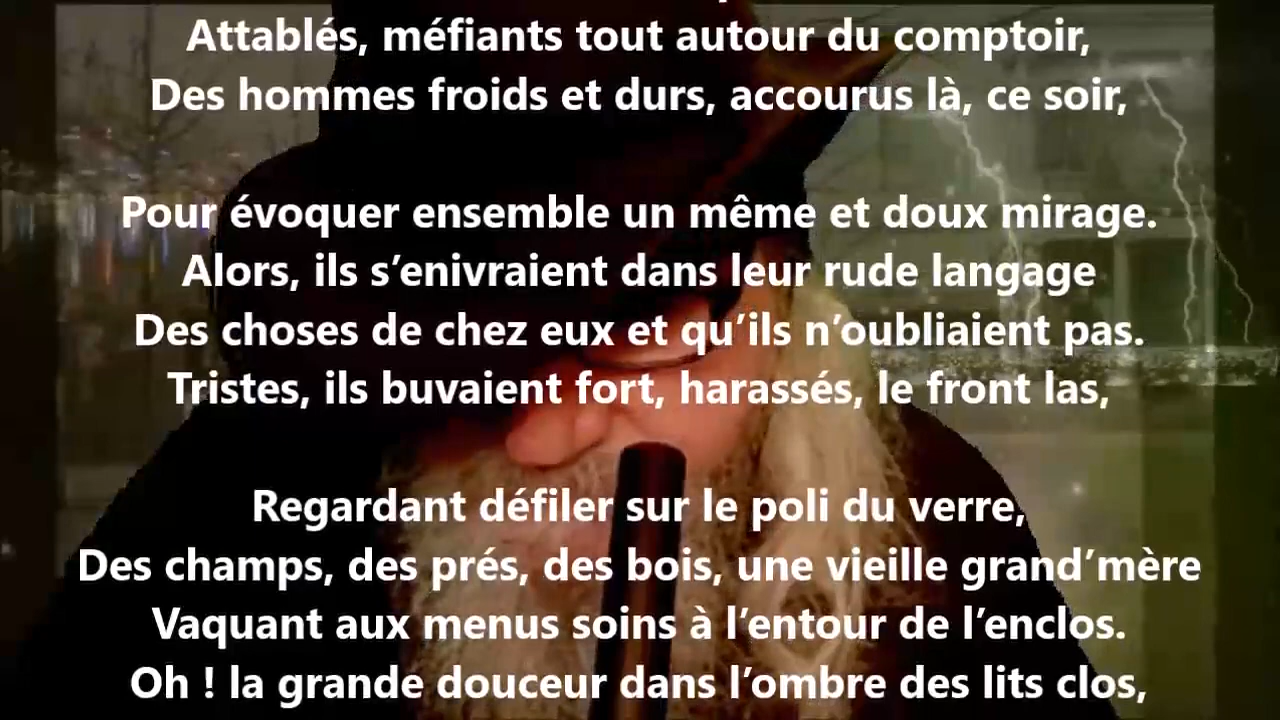 Attablés, méfiants tout autour du comptoir,
Des hommes froids et durs, accourus là, ce soir,
Pour évoquer ensemble un même et doux mirage.
Alors, ils s’enivraient dans leur rude langage
Des choses de chez eux et qu’ils n’oubliaient pas.
Tristes, ils buvaient fort, harassés, le front las,
Regardant défiler sur le poli du verre,
Des champs, des prés, des bois, une vieille grand’mère
Vaquant aux menus soins à l’entour de l’enclos.
Oh ! la grande douceur dans l’ombre des lits clos,